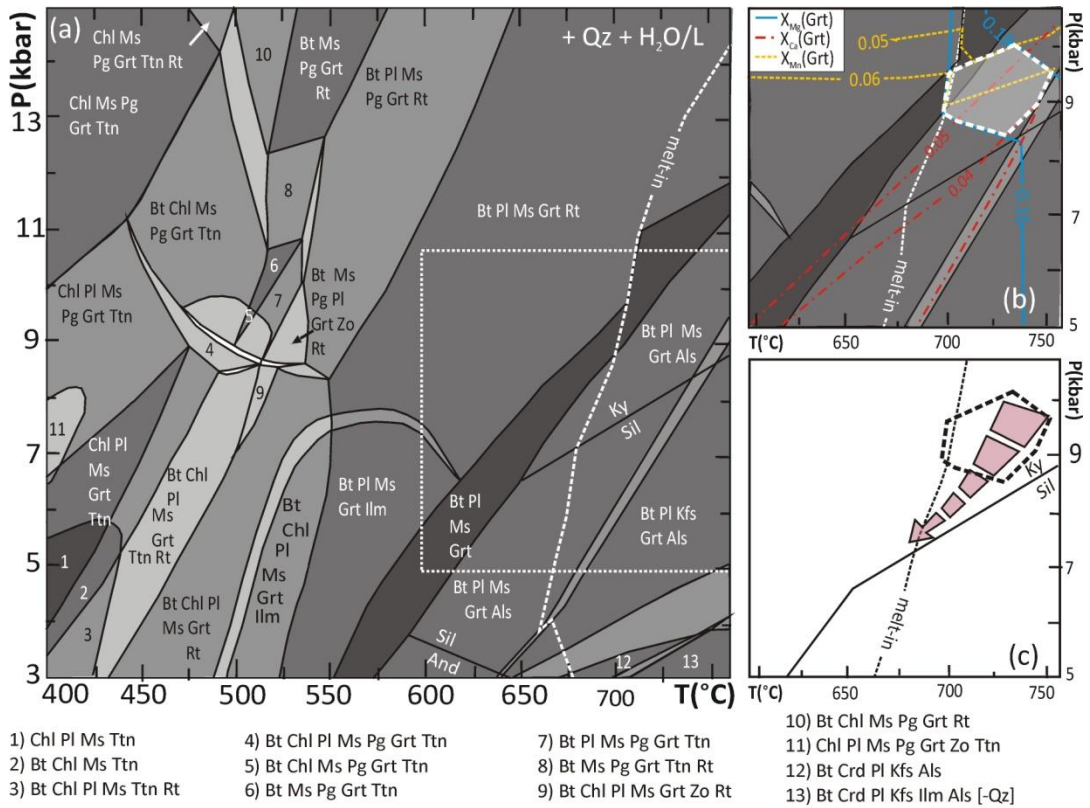 (a)
+ Qz + H₂O/L
P(kbar)
13
11
9
7
5
3
400
450
500
550
600
650
700
T(°C)
Chl Ms
Pg Grt Ttn Rt
Chl Ms Pg
Grt Ttn
10
Bt Ms
Pg Grt
Rt
Bt Pl Ms
Pg Grt Rt
8
melt-in
Bt Chl Ms
Pg Grt Ttn
6
Bt Pl Ms Grt Rt
7
Bt Ms
Pg Pl
Grt Zo
Rt
Chl Pl Ms
Pg Grt Ttn
5
4
9
Bt Pl Ms
Grt Als
Ky
Sil
11
Chl Pl
Ms
Grt
Ttn
Bt Chl
Pl
Ms
Grt
Ttn Rt
Bt Pl Ms
Grt Ilm
Bt
Chl
Pl
Ms
Grt
Ilm
Bt Pl
Ms
Grt
Bt Pl Kfs
Grt Als
1
2
3
Bt Chl Pl
Ms Grt
Rt
Bt Pl Ms
Grt Als
Sil
And
12
13
X Mg (Grt)
X Ca (Grt)
X Mn (Grt)
0.05
0.06
0.05
0.04
melt-in
(b)
P(kbar)
9
7
5
T(°C)
650
700
750
P(kbar)
9
7
5
Ky
Sil
melt-in
(c)
T(°C)
650
700
750
1) Chl Pl Ms Ttn
2) Bt Chl Ms Ttn
3) Bt Chl Pl Ms Ttn Rt
4) Bt Chl Pl Ms Pg Grt Ttn
5) Bt Chl Ms Pg Grt Ttn
6) Bt Ms Pg Grt Ttn
7) Bt Pl Ms Pg Grt Ttn
8) Bt Ms Pg Grt Ttn Rt
9) Bt Chl Pl Ms Grt Zo Rt
10) Bt Chl Ms Pg Grt Rt
11) Chl Pl Ms Pg Grt Zo Ttn
12) Bt Crd Pl Kfs Als
13) Bt Crd Pl Kfs Ilm Als [-Qz]